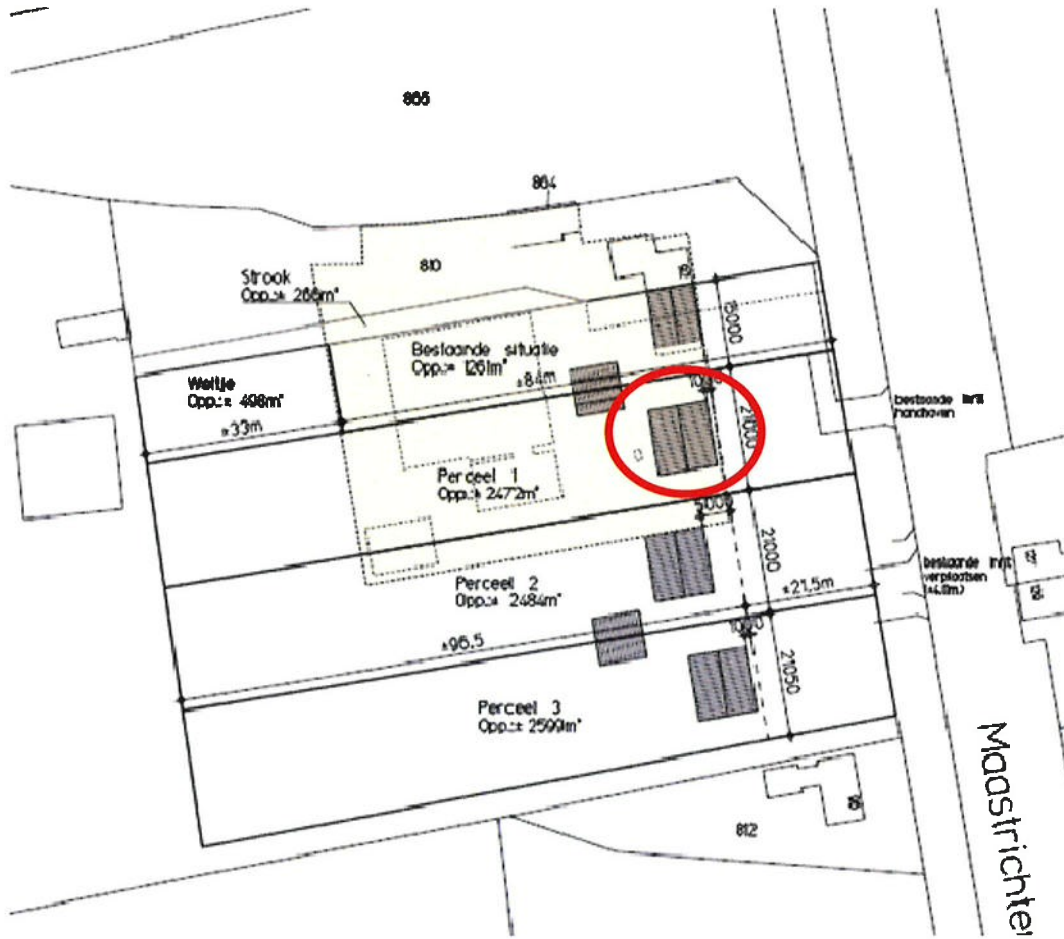 865
864
810
Strook
Opp.:± 266m²
Bestaande situatie
Opp.:± 1261m²
Weitje
Opp.:± 498m²
±84m
±33m
15000
21000
bestaande inrit
handhaven
Perceel 1
Opp.:± 2472m²
Perceel 2
Opp.:± 2484m²
21000
±21,5m
bestaande inrit
verplaatsen
±96,5
Perceel 3
Opp.:± 2599m²
21050
812
Maastrichte